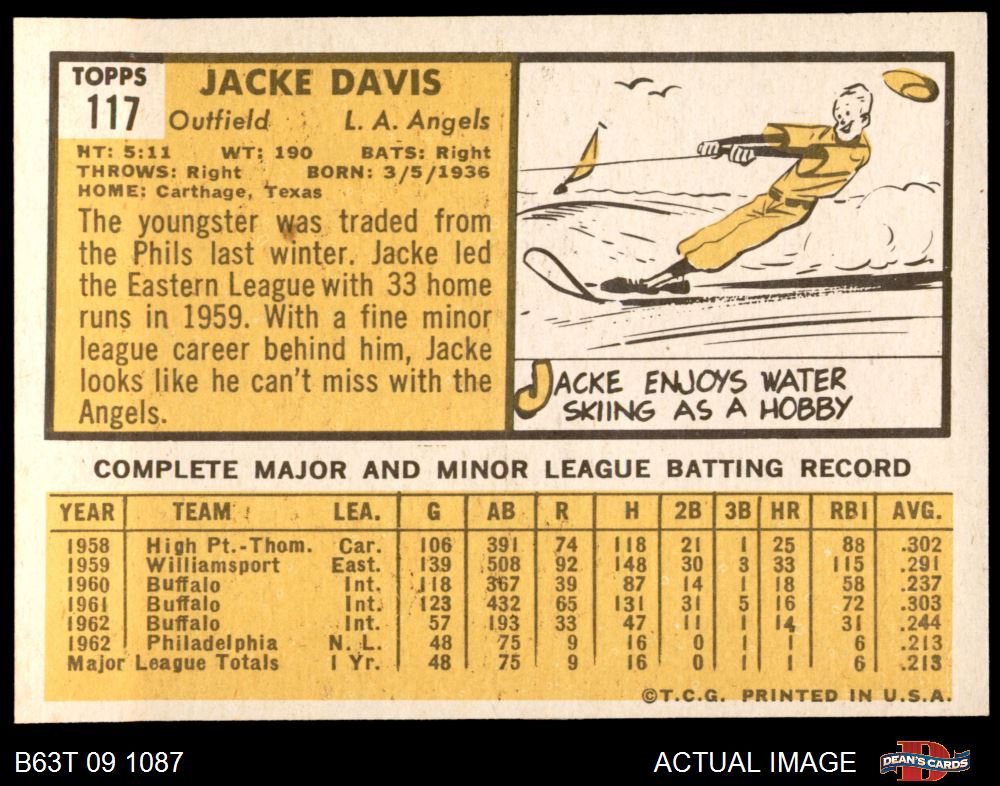 TOPPS
117
JACKE DAVIS
Outfield L. A. Angels
HT: 5:11 WT: 190 BATS: Right
THROWS: Right BORN: 3/5/1936
HOME: Carthage, Texas
The youngster was traded from
the Phils last winter. Jacke led
the Eastern League with 33 home
runs in 1959. With a fine minor
league career behind him, Jacke
looks like he can't miss with the
Angels.
JACKE ENJOYS WATER
SKIING AS A HOBBY
COMPLETE MAJOR AND MINOR LEAGUE BATTING RECORD
YEAR TEAM LEA. G AB R H 2B 3B HR RBI AVG.
1958 High Pt.-Thom. Car. 106 391 74 118 21 1 25 88 .302
1959 Williamsport East. 139 508 92 148 30 3 33 115 .291
1960 Buffalo Int. 118 367 39 87 14 1 18 58 .237
1961 Buffalo Int. 123 432 65 131 31 5 16 72 .303
1962 Buffalo Int. 57 193 33 47 11 1 14 31 .244
1962 Philadelphia N. L. 48 75 9 16 0 1 1 6 .213
Major League Totals 1 Yr. 48 75 9 16 0 1 1 6 .213
©T.C.G. PRINTED IN U.S.A.
B63T 09 1087 ACTUAL IMAGE
D
DEAN'S CARDS